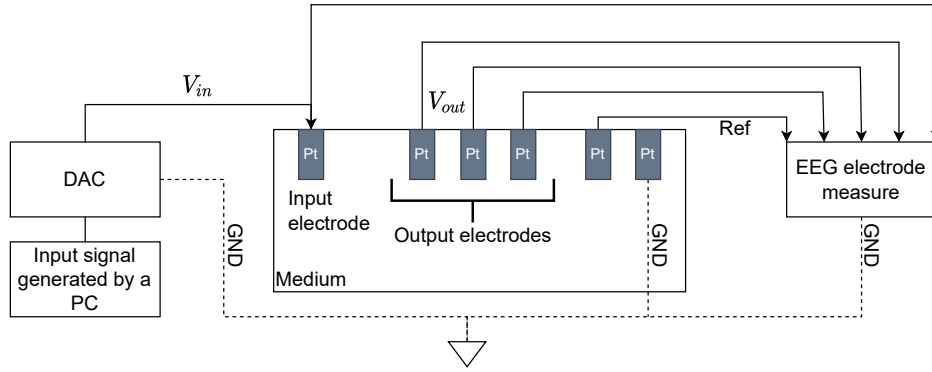 V_in
V_out
Ref
Pt
Pt
Pt
Pt
Pt
Pt
DAC
EEG electrode
measure
Input
electrode
Output electrodes
GND
GND
GND
Input signal
generated by a
PC
Medium